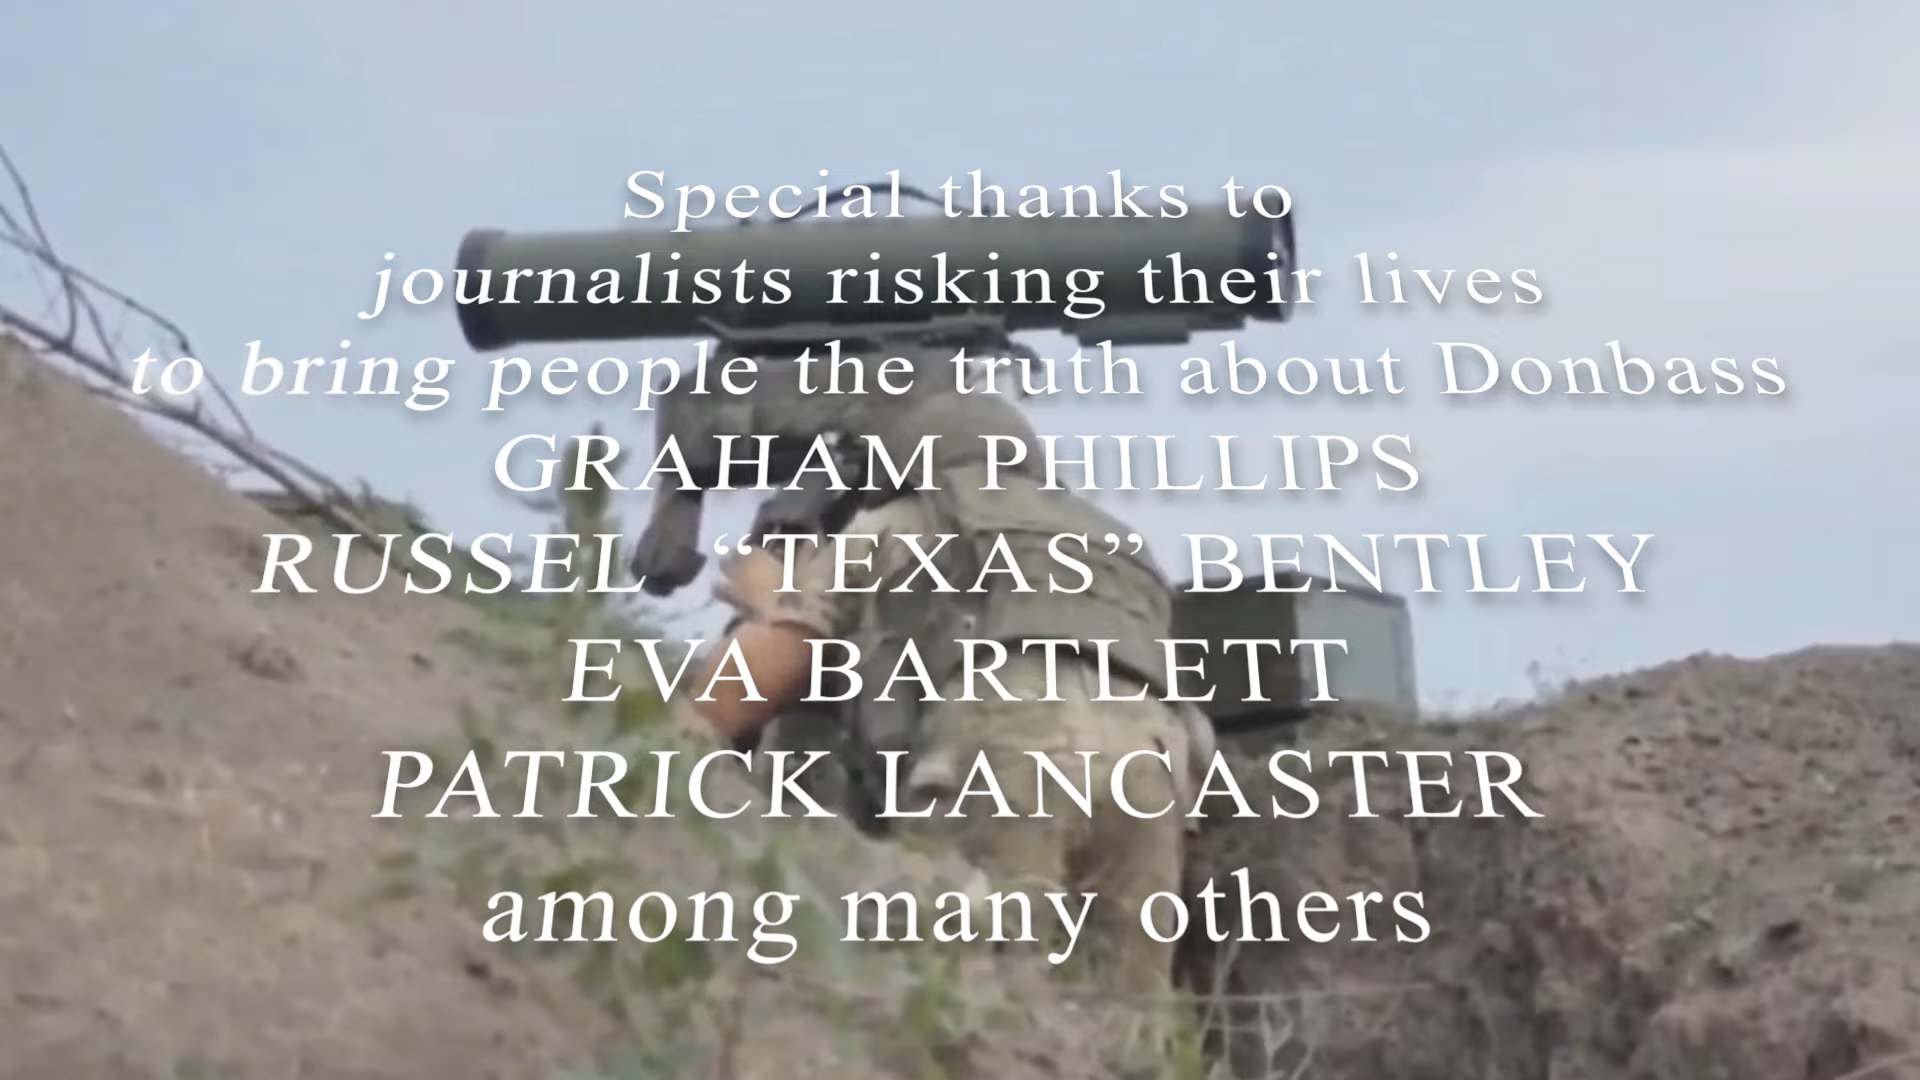 Special thanks to
journalists risking their lives
to bring people the truth about Donbass
GRAHAM PHILLIPS
RUSSEL “TEXAS” BENTLEY
EVA BARTLETT
PATRICK LANCASTER
among many others